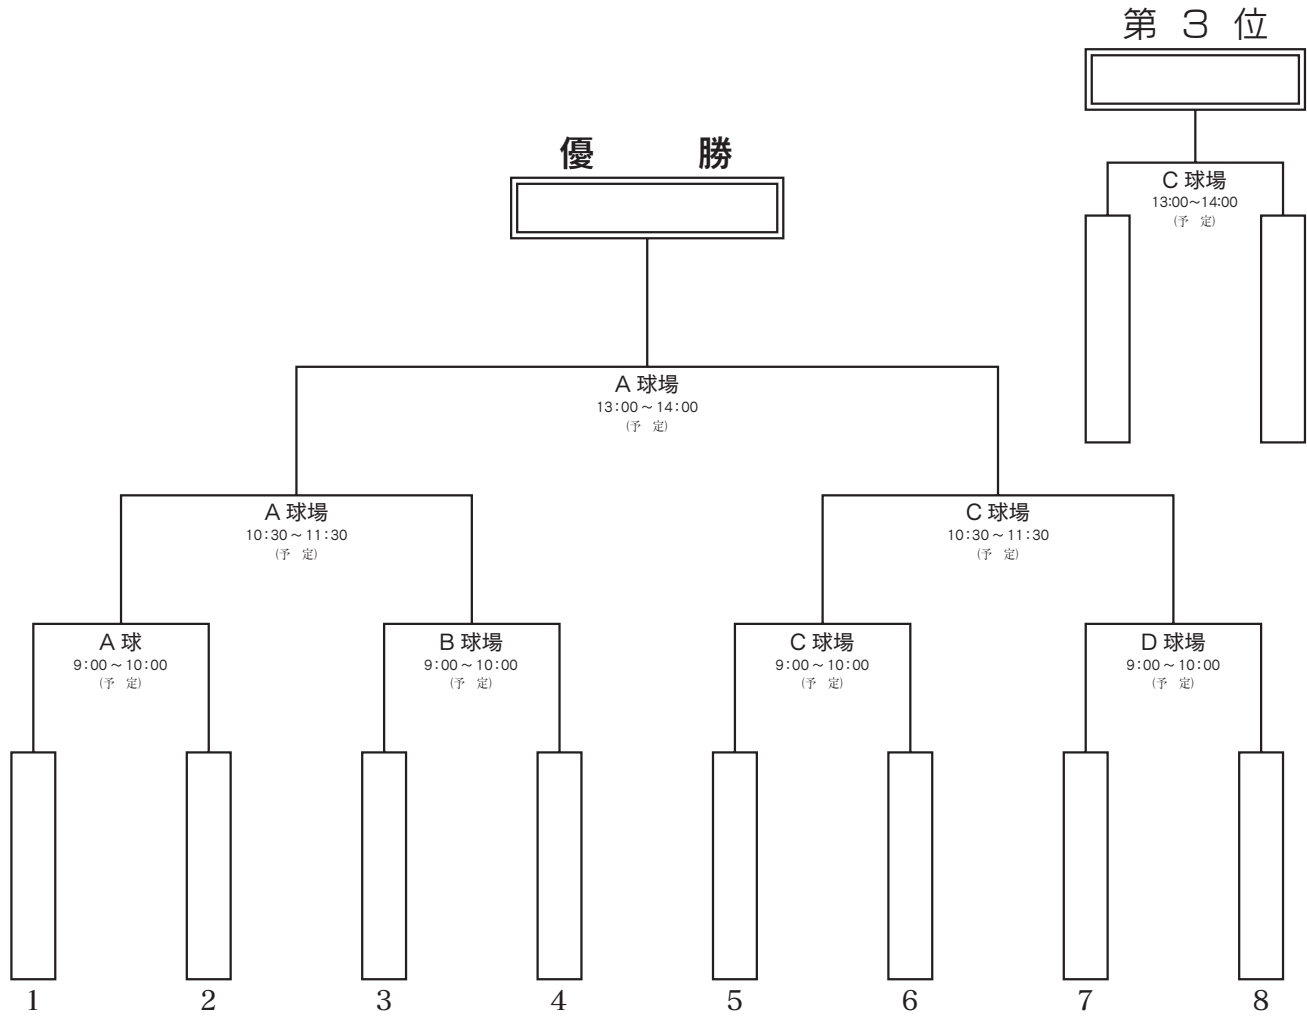 第 3 位
C 球場
13:00~14:00
(予 定)
優 勝
A 球場
13:00～14:00
(予 定)
A 球場
10:30～11:30
(予 定)
C 球場
10:30～11:30
(予 定)
A 球
9:00～10:00
(予 定)
B 球場
9:00～10:00
(予 定)
C 球場
9:00～10:00
(予 定)
D 球場
9:00～10:00
(予 定)
1 2 3 4 5 6 7 8